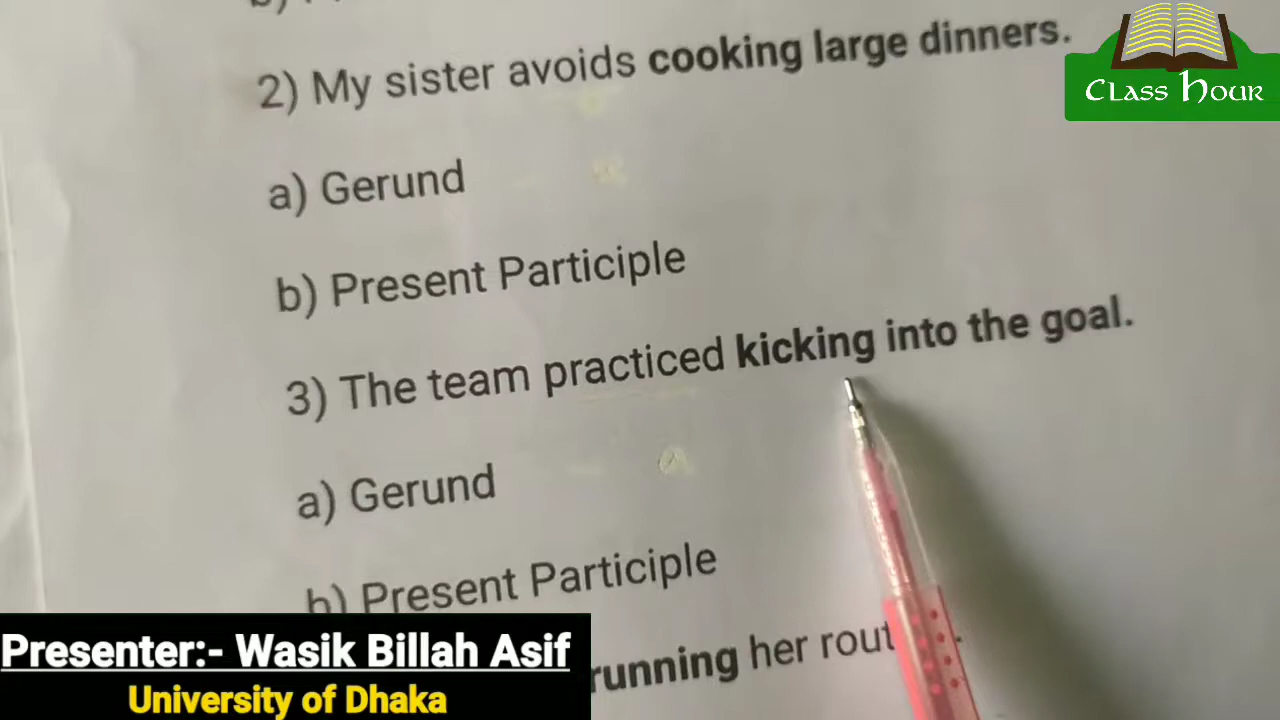 2) My sister avoids cooking large dinners.
CLASS HOUR
a) Gerund
b) Present Participle
3) The team practiced kicking into the goal.
a) Gerund
b) Present Participle
running her
Presenter:- Wasik Billah Asif
University of Dhaka